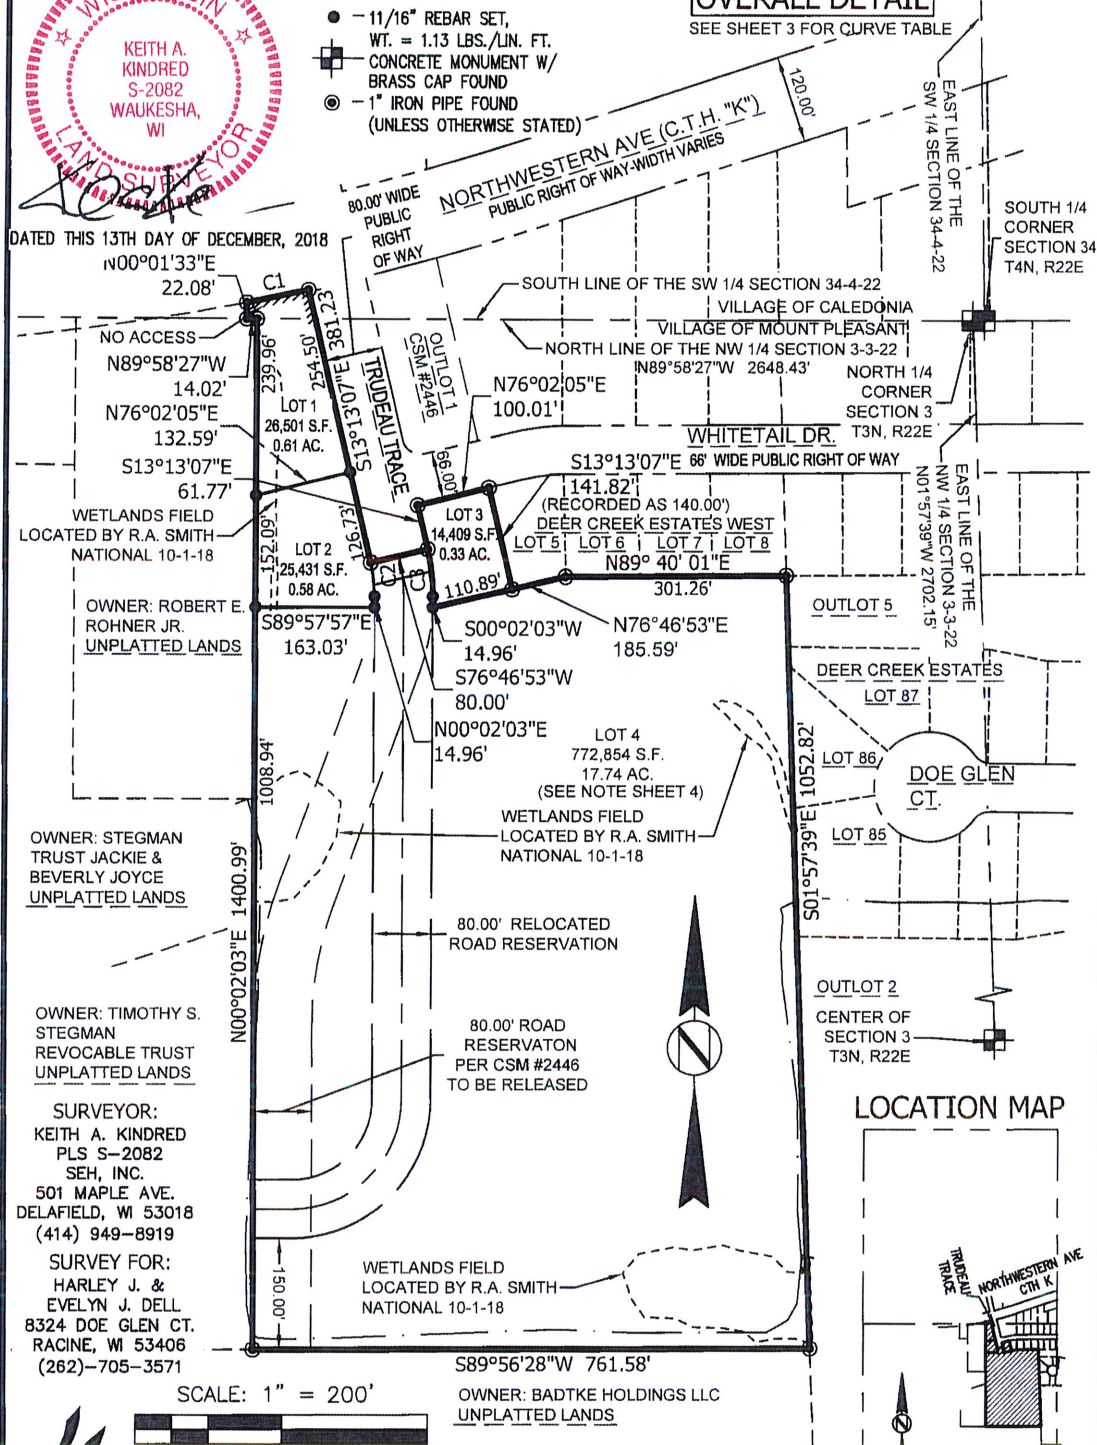 WISCONSIN
KEITH A.
KINDRED
S-2082
WAUKESHA,
WI
LAND SURVEYOR
DATED THIS 13TH DAY OF DECEMBER, 2018
11/16" REBAR SET,
WT. = 1.13 LBS./LIN. FT.
CONCRETE MONUMENT W/
BRASS CAP FOUND
1" IRON PIPE FOUND
(UNLESS OTHERWISE STATED)
OVERALL DETAIL
SEE SHEET 3 FOR CURVE TABLE
120.00'
NORTHWESTERN AVE (C.T.H. "K")
PUBLIC RIGHT OF WAY-WIDTH VARIES
80.00' WIDE
PUBLIC
RIGHT
OF WAY
EAST LINE OF THE
SW 1/4 SECTION 34-4-22
SOUTH 1/4
CORNER
SECTION 34
T4N, R22E
N00°01'33"E
22.08'
C1
NO ACCESS
N89°58'27"W
14.02'
N76°02'05"E
132.59'
S13°13'07"E
61.77'
SOUTH LINE OF THE SW 1/4 SECTION 34-4-22
VILLAGE OF CALEDONIA
VILLAGE OF MOUNT PLEASANT
NORTH LINE OF THE NW 1/4 SECTION 3-3-22
N89°58'27"W 2648.43'
NORTH 1/4
CORNER
SECTION 3
T3N, R22E
239.96'
254.50'
S13°13'07"E 381.23'
TRUDEAU TRACE
OUTLOT 1
CSM #2446
N76°02'05"E
100.01'
LOT 1
26,501 S.F.
0.61 AC.
66.00'
WHITETAIL DR.
66' WIDE PUBLIC RIGHT OF WAY
S13°13'07"E
141.82'
(RECORDED AS 140.00')
DEER CREEK ESTATES WEST
LOT 5 LOT 6 LOT 7 LOT 8
N89° 40' 01"E
301.26'
EAST LINE OF THE
NW 1/4 SECTION 3-3-22
N01°57'39"W 2702.15'
WETLANDS FIELD
LOCATED BY R.A. SMITH
NATIONAL 10-1-18
152.09'
126.73'
LOT 2
25,431 S.F.
0.58 AC.
LOT 3
14,409 S.F.
0.33 AC.
C2
C3
110.89'
OWNER: ROBERT E.
ROHNER JR.
UNPLATTED LANDS
S89°57'57"E
163.03'
S00°02'03"W
14.96'
N76°46'53"E
185.59'
S76°46'53"W
80.00'
N00°02'03"E
14.96'
OUTLOT 5
DEER CREEK ESTATES
LOT 87
LOT 86
DOE GLEN
CT.
LOT 85
LOT 4
772,854 S.F.
17.74 AC.
(SEE NOTE SHEET 4)
WETLANDS FIELD
LOCATED BY R.A. SMITH
NATIONAL 10-1-18
1008.94'
N00°02'03"E 1400.99'
S01°57'39"E 1052.82'
OWNER: STEGMAN
TRUST JACKIE &
BEVERLY JOYCE
UNPLATTED LANDS
80.00' RELOCATED
ROAD RESERVATION
OUTLOT 2
CENTER OF
SECTION 3
T3N, R22E
OWNER: TIMOTHY S.
STEGMAN
REVOCABLE TRUST
UNPLATTED LANDS
80.00' ROAD
RESERVATON
PER CSM #2446
TO BE RELEASED
N
SURVEYOR:
KEITH A. KINDRED
PLS S-2082
SEH, INC.
501 MAPLE AVE.
DELAFIELD, WI 53018
(414) 949-8919
SURVEY FOR:
HARLEY J. &
EVELYN J. DELL
8324 DOE GLEN CT.
RACINE, WI 53406
(262)-705-3571
150.00'
WETLANDS FIELD
LOCATED BY R.A. SMITH
NATIONAL 10-1-18
S89°56'28"W 761.58'
SCALE: 1" = 200'
OWNER: BADTKE HOLDINGS LLC
UNPLATTED LANDS
LOCATION MAP
TRUDEAU
TRACE
NORTHWESTERN AVE
CTH K
N